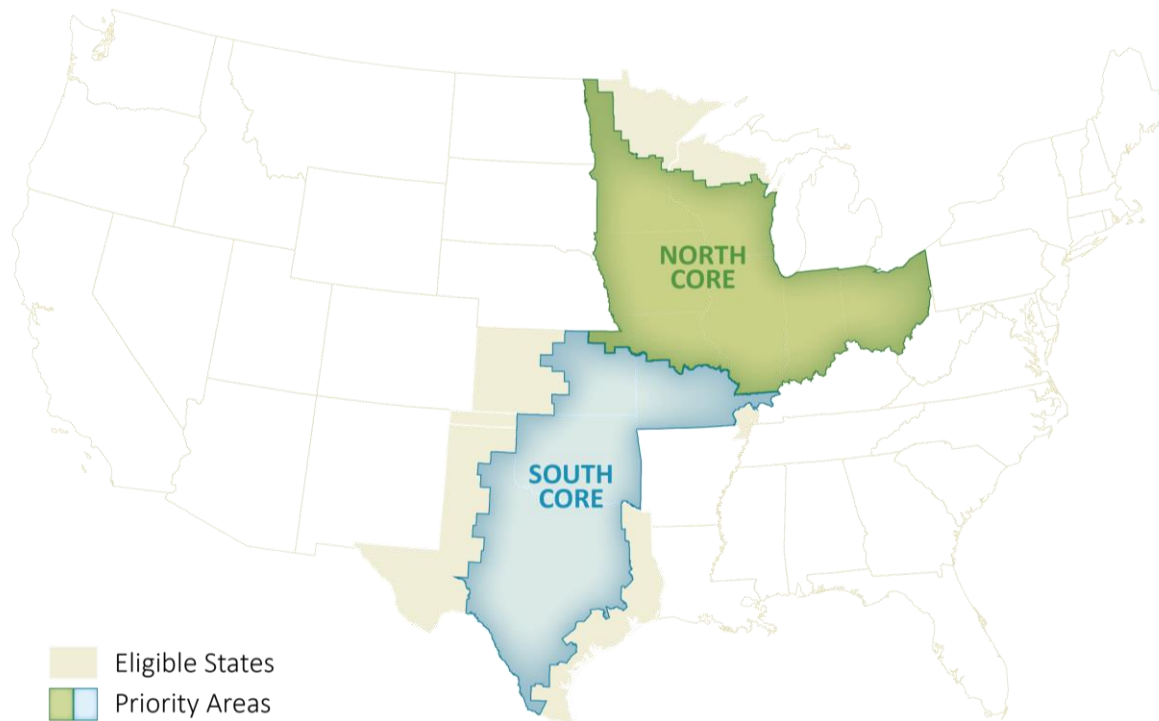 NORTH
CORE
SOUTH
CORE
Eligible States
Priority Areas